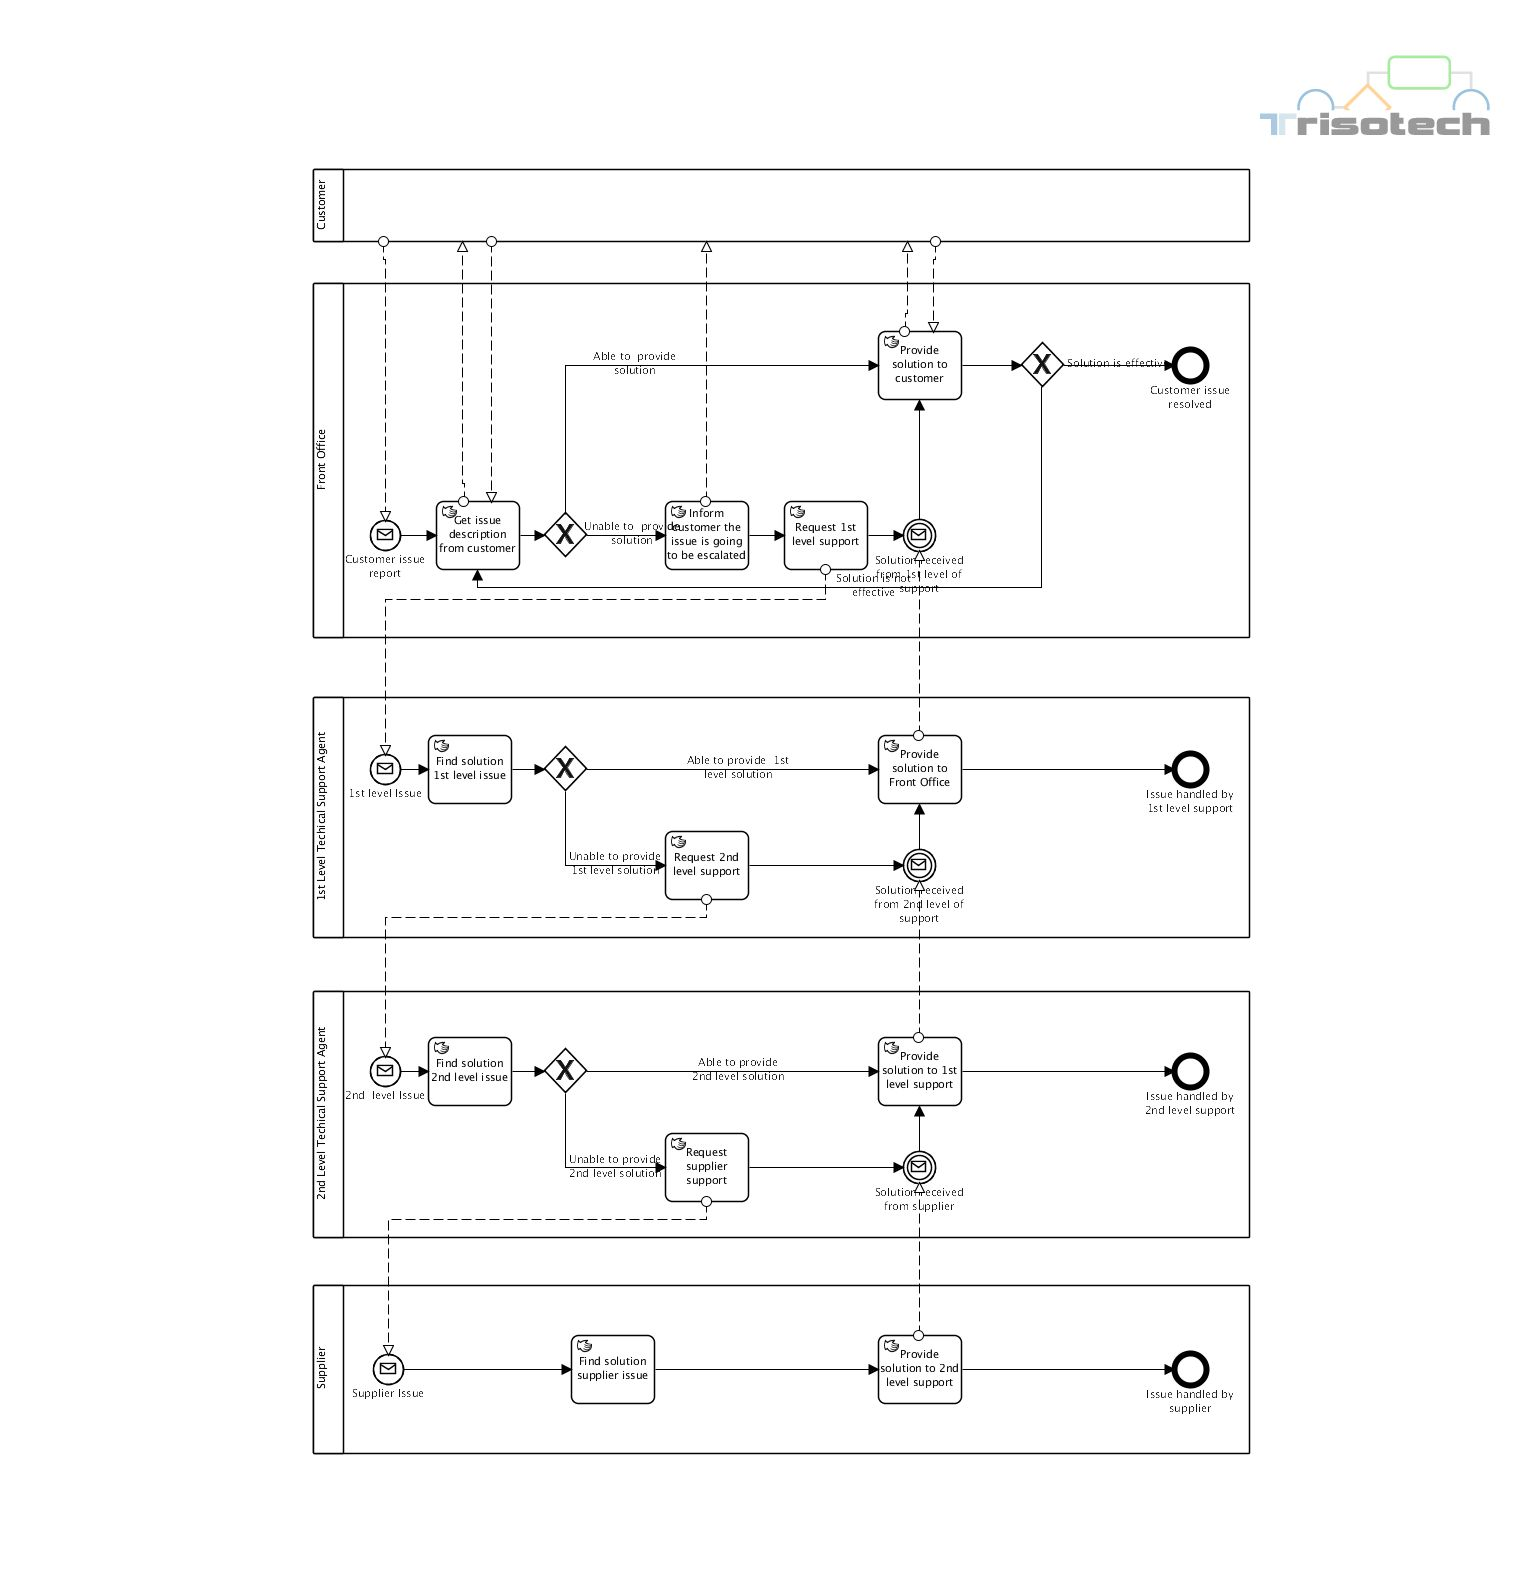 Trisotech
Customer
Front Office
Provide
solution to
customer
Able to  provide
solution
Solution is effective
Customer issue
resolved
Customer issue
report
Get issue
description
from customer
Unable to  provide
solution
Inform
customer the
issue is going
to be escalated
Request 1st
level support
Solution received
from 1st level of
support
Solution is not
effective
1st Level Techical Support Agent
1st level Issue
Find solution
1st level issue
Able to provide  1st
level solution
Provide
solution to
Front Office
Issue handled by
1st level support
Unable to provide
1st level solution
Request 2nd
level support
Solution received
from 2nd level of
support
2nd Level Techical Support Agent
2nd  level Issue
Find solution
2nd level issue
Able to provide
2nd level solution
Provide
solution to 1st
level support
Issue handled by
2nd level support
Unable to provide
2nd level solution
Request
supplier
support
Solution received
from supplier
Supplier
Supplier Issue
Find solution
supplier issue
Provide
solution to 2nd
level support
Issue handled by
supplier